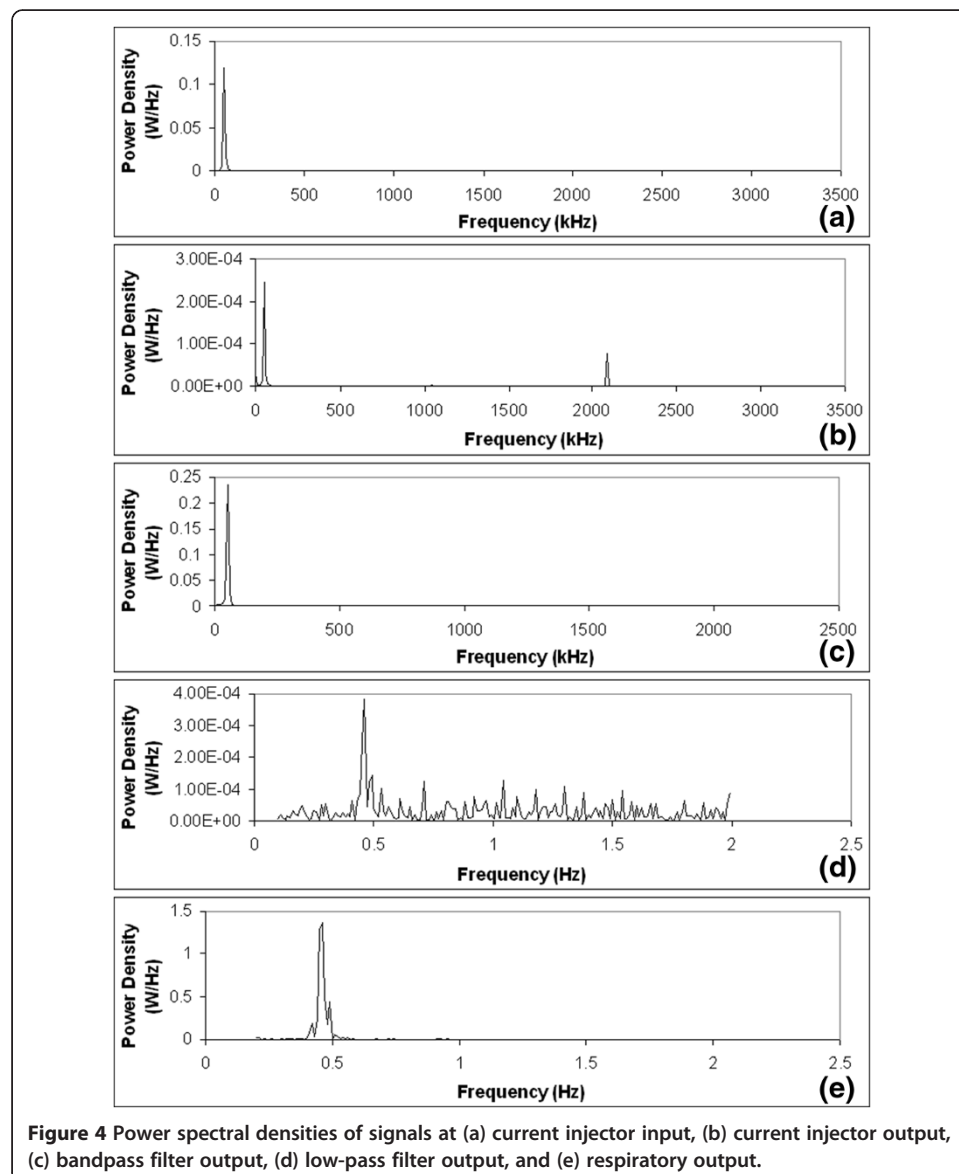 0.15
0.1
0.05
0
Power Density
(W/Hz)
0 500 1000 1500 2000 2500 3000 3500
Frequency (kHz)
(a)
3.00E-04
2.00E-04
1.00E-04
0.00E+00
Power Density
(W/Hz)
0 500 1000 1500 2000 2500 3000 3500
Frequency (kHz)
(b)
0.25
0.2
0.15
0.1
0.05
0
Power Density
(W/Hz)
0 500 1000 1500 2000 2500
Frequency (kHz)
(c)
4.00E-04
3.00E-04
2.00E-04
1.00E-04
0.00E+00
Power Density
(W/Hz)
0 0.5 1 1.5 2 2.5
Frequency (Hz)
(d)
1.5
1
0.5
0
Power Density
(W/Hz)
0 0.5 1 1.5 2 2.5
Frequency (Hz)
(e)
Figure 4 Power spectral densities of signals at (a) current injector input, (b) current injector output,
(c) bandpass filter output, (d) low-pass filter output, and (e) respiratory output.